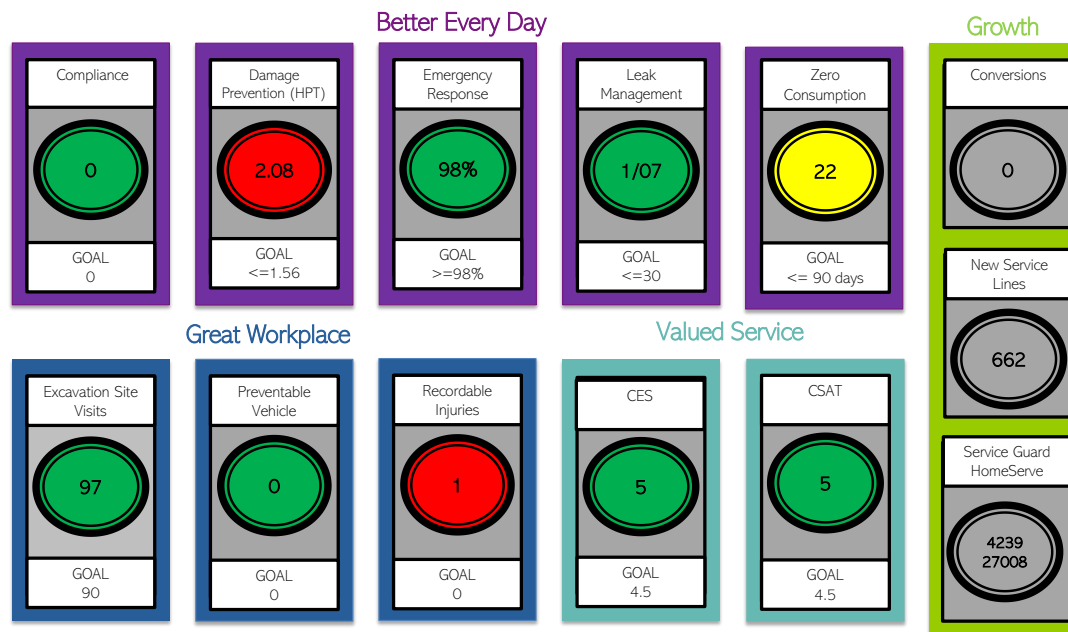 Better Every Day
Growth
Compliance
0
GOAL
0
Damage
Prevention (HPT)
2.08
GOAL
<=1.56
Emergency
Response
98%
GOAL
>=98%
Leak
Management
1/07
GOAL
<=30
Zero
Consumption
22
GOAL
<= 90 days
Conversions
0
New Service
Lines
662
Service Guard
HomeServe
4239
27008
Great Workplace
Valued Service
Excavation Site
Visits
97
GOAL
90
Preventable
Vehicle
0
GOAL
0
Recordable
Injuries
1
GOAL
0
CES
5
GOAL
4.5
CSAT
5
GOAL
4.5